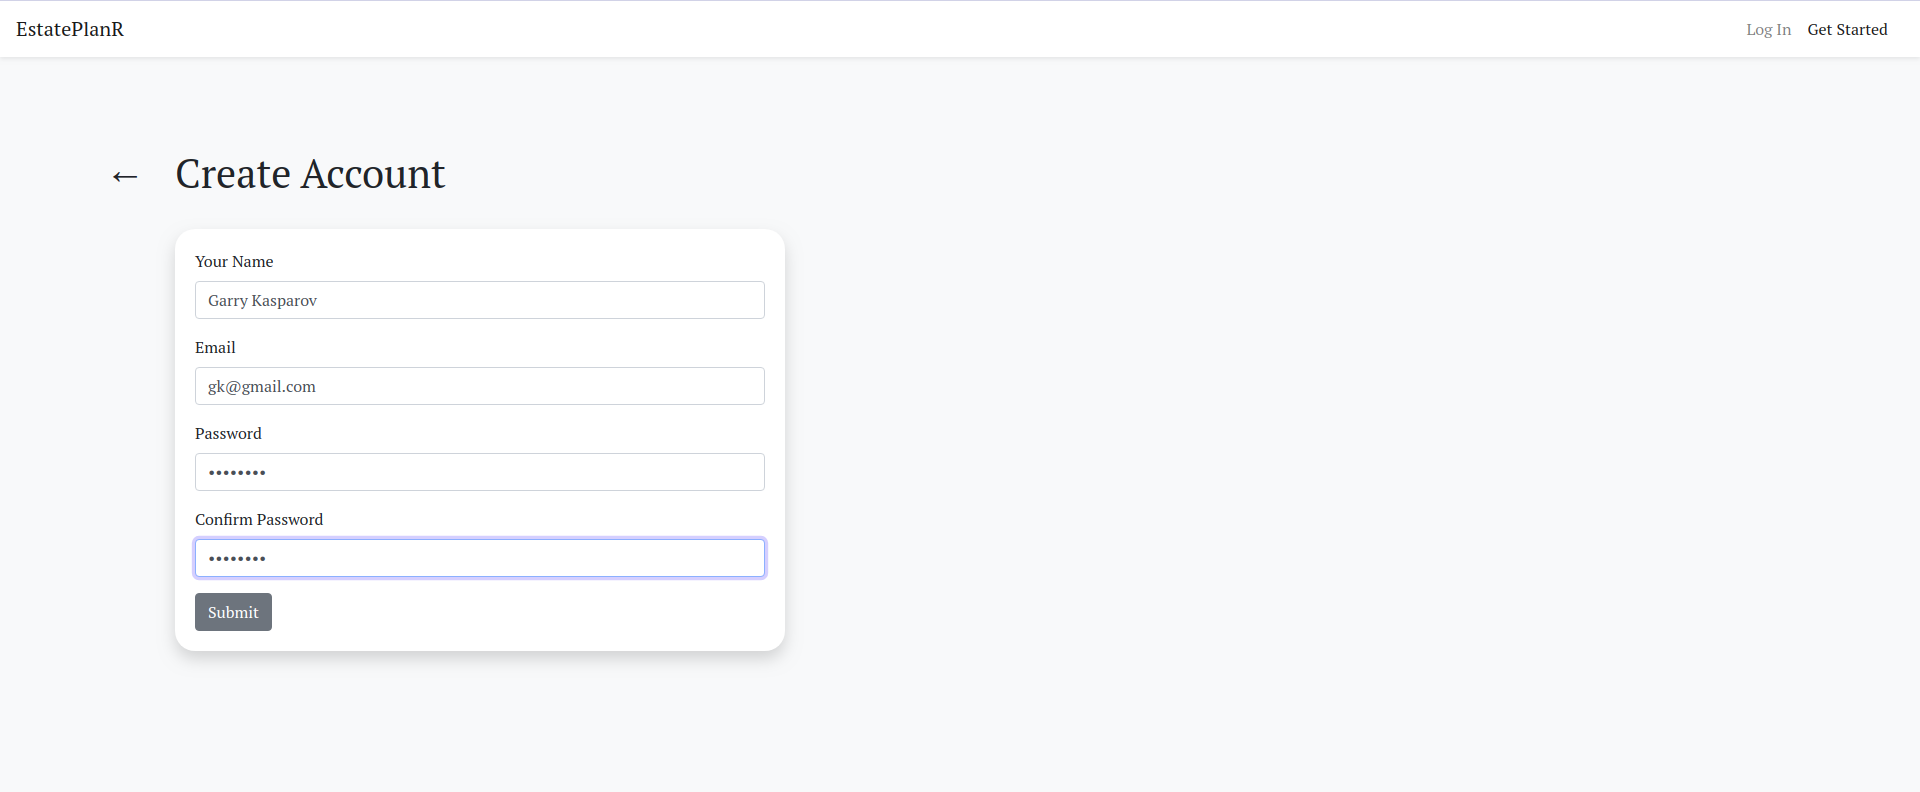 EstatePlanR
Log In Get Started
← Create Account
Your Name
Garry Kasparov
Email
gk@gmail.com
Password
••••••••
Confirm Password
••••••••
Submit